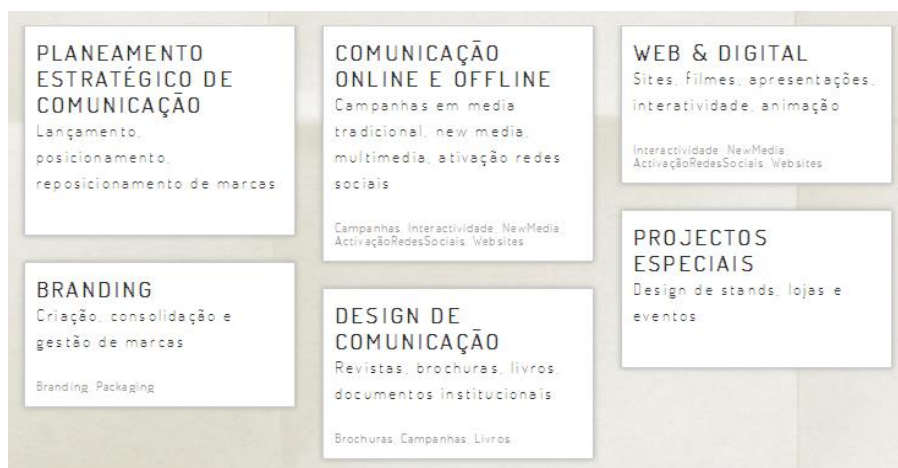 PLANEAMENTO
ESTRATÉGICO DE
COMUNICAÇÃO
Lançamento,
posicionamento,
reposicionamento de marcas
BRANDING
Criação, consolidação e
gestão de marcas
Branding, Packaging
COMUNICAÇÃO
ONLINE E OFFLINE
Campanhas em media
tradicional, new media,
multimedia, ativação redes
sociais
Campanhas, Interactividade, NewMedia,
ActivaçãoRedesSociais, Websites
DESIGN DE
COMUNICAÇÃO
Revistas, brochuras, livros,
documentos institucionais
Brochuras, Campanhas, Livros
WEB & DIGITAL
Sites, filmes, apresentações,
interatividade, animação
Interactividade, NewMedia,
ActivaçãoRedesSociais, Websites
PROJECTOS
ESPECIAIS
Design de stands, lojas e
eventos